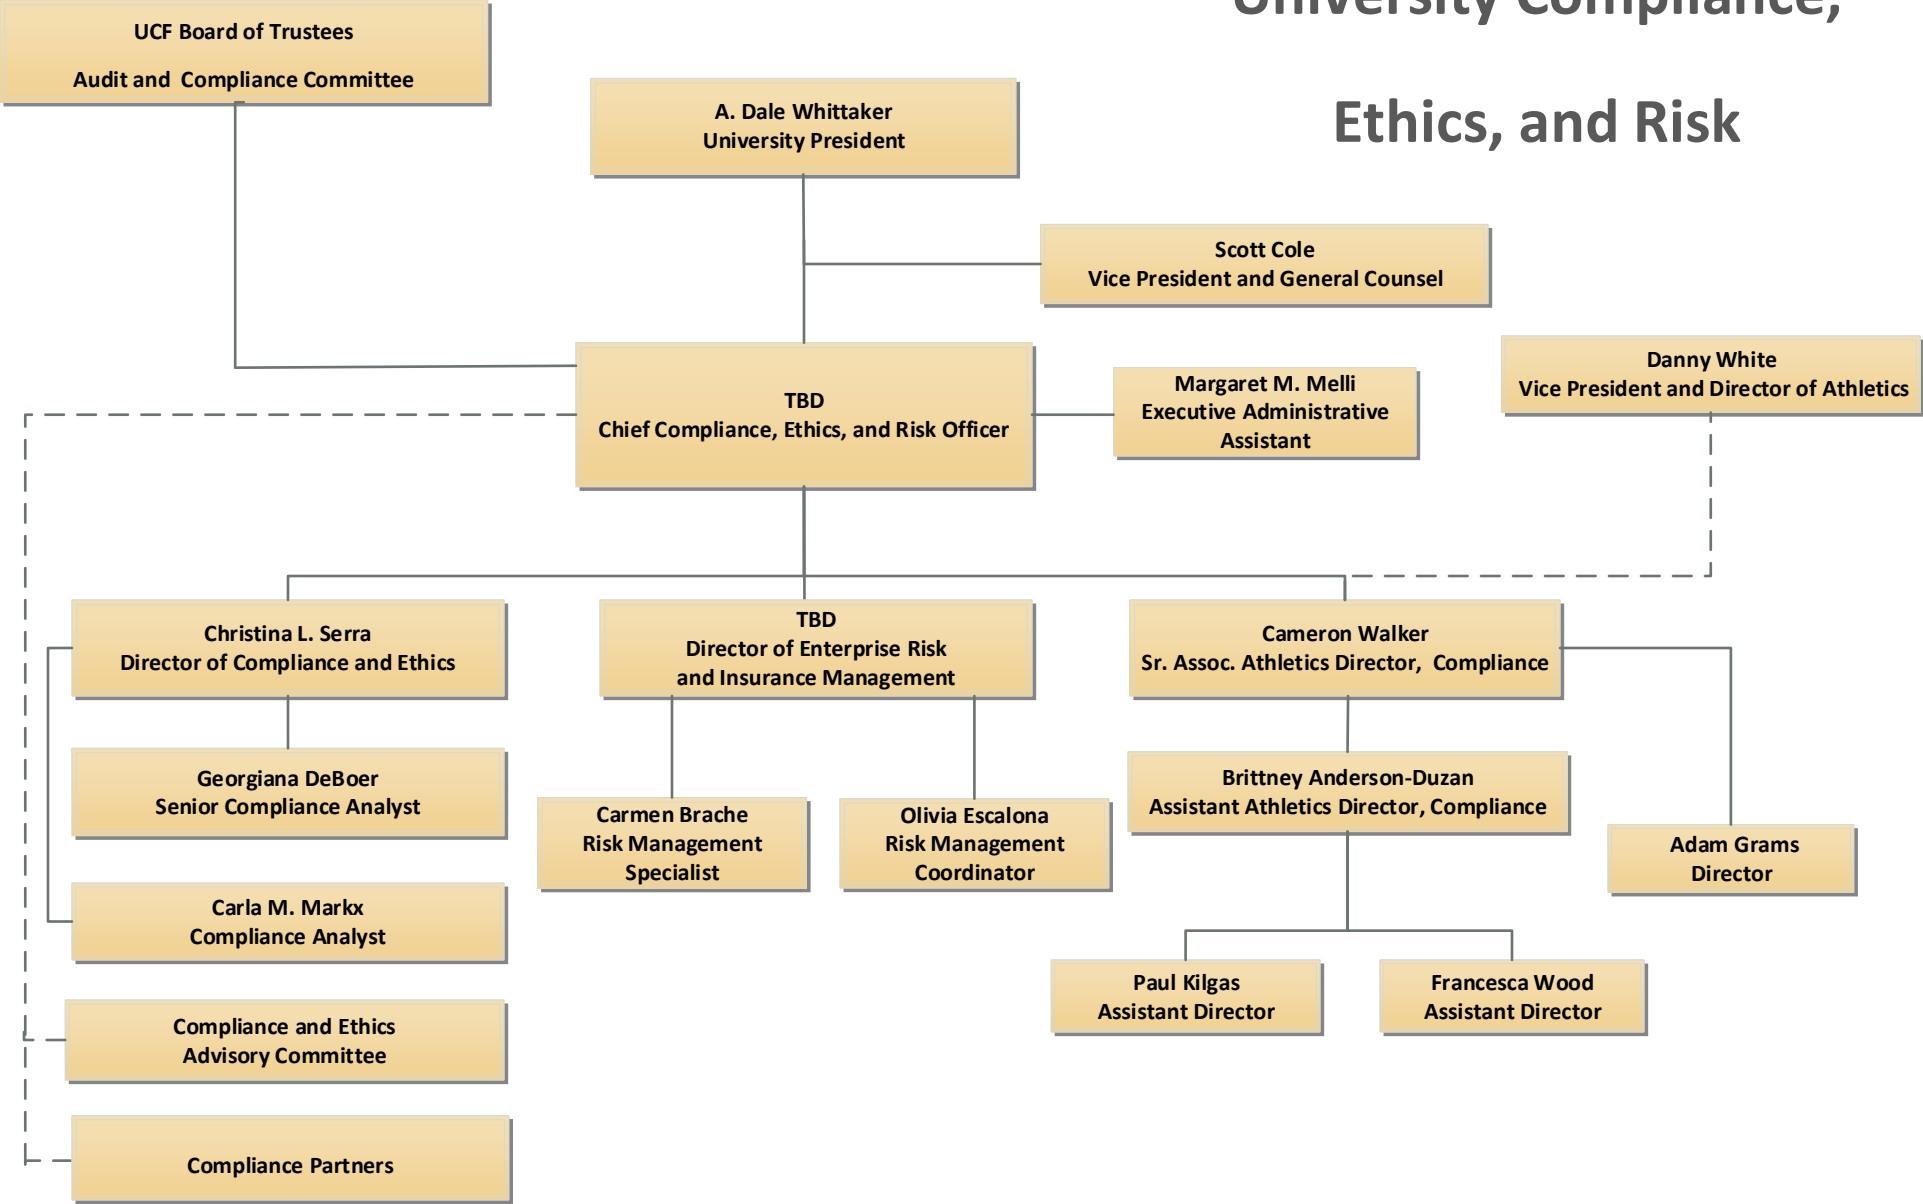 University Compliance,
Ethics, and Risk
UCF Board of Trustees
Audit and Compliance Committee
A. Dale Whittaker
University President
Scott Cole
Vice President and General Counsel
Danny White
Vice President and Director of Athletics
TBD
Chief Compliance, Ethics, and Risk Officer
Margaret M. Melli
Executive Administrative
Assistant
Christina L. Serra
Director of Compliance and Ethics
TBD
Director of Enterprise Risk
and Insurance Management
Cameron Walker
Sr. Assoc. Athletics Director, Compliance
Georgiana DeBoer
Senior Compliance Analyst
Carmen Brache
Risk Management
Specialist
Olivia Escalona
Risk Management
Coordinator
Brittney Anderson-Duzan
Assistant Athletics Director, Compliance
Adam Grams
Director
Carla M. Markx
Compliance Analyst
Paul Kilgas
Assistant Director
Francesca Wood
Assistant Director
Compliance and Ethics
Advisory Committee
Compliance Partners